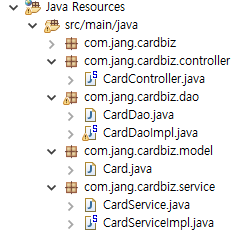 Java Resources
src/main/java
com.jang.cardbiz
com.jang.cardbiz.controller
CardController.java
com.jang.cardbiz.dao
CardDao.java
CardDaoImpl.java
com.jang.cardbiz.model
Card.java
com.jang.cardbiz.service
CardService.java
CardServiceImpl.java